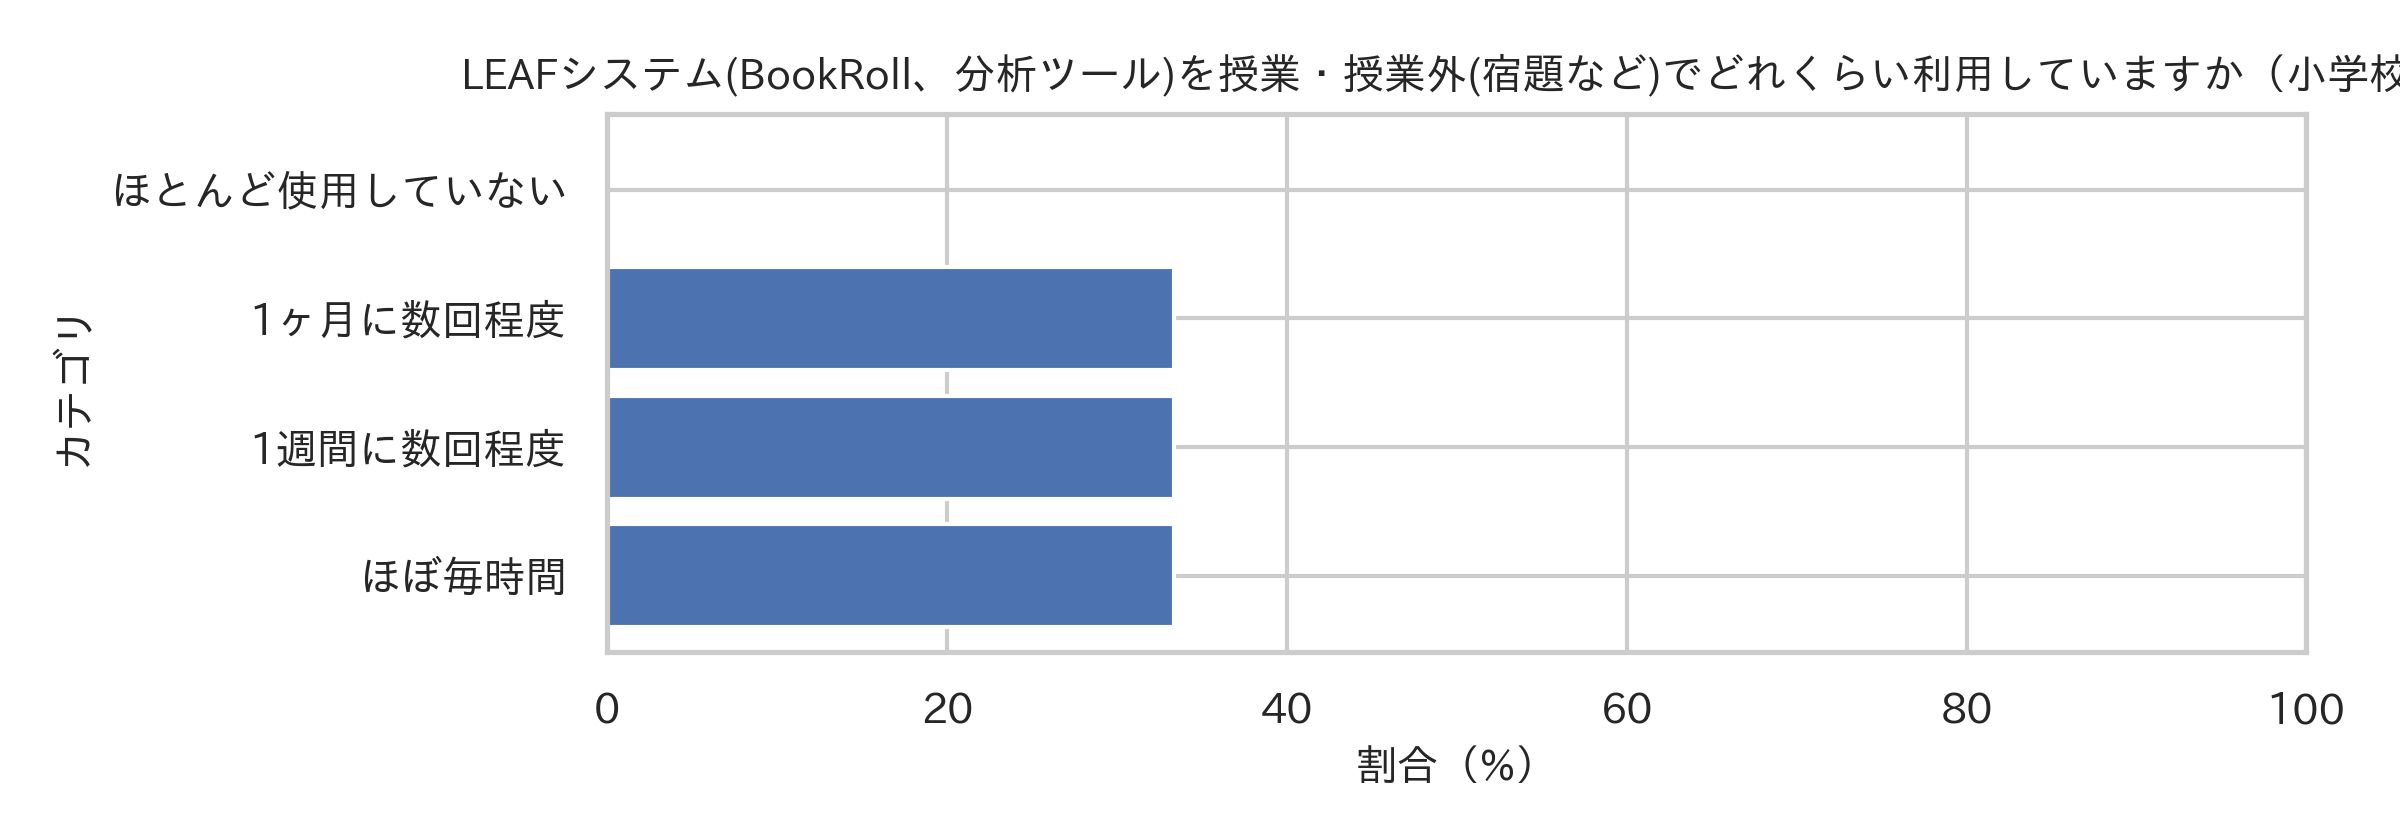 LEAFシステム(BookRoll、分析ツール)を授業・授業外(宿題など)でどれくらい利用していますか（小学校
ほとんど使用していない
1ヶ月に数回程度
1週間に数回程度
ほぼ毎時間
カテゴリ
0 20 40 60 80 100
割合（%）